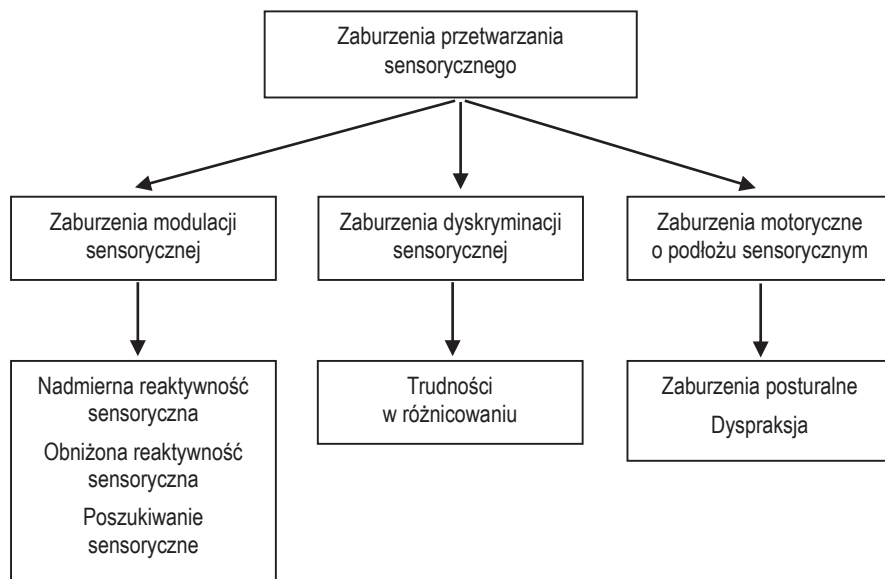 Zaburzenia przetwarzania
sensorycznego
Zaburzenia modulacji
sensorycznej
Zaburzenia dyskryminacji
sensorycznej
Zaburzenia motoryczne
o podłożu sensorycznym
Nadmierna reaktywność
sensoryczna
Obniżona reaktywność
sensoryczna
Poszukiwanie
sensoryczne
Trudności
w różnicowaniu
Zaburzenia posturalne
Dyspraksja